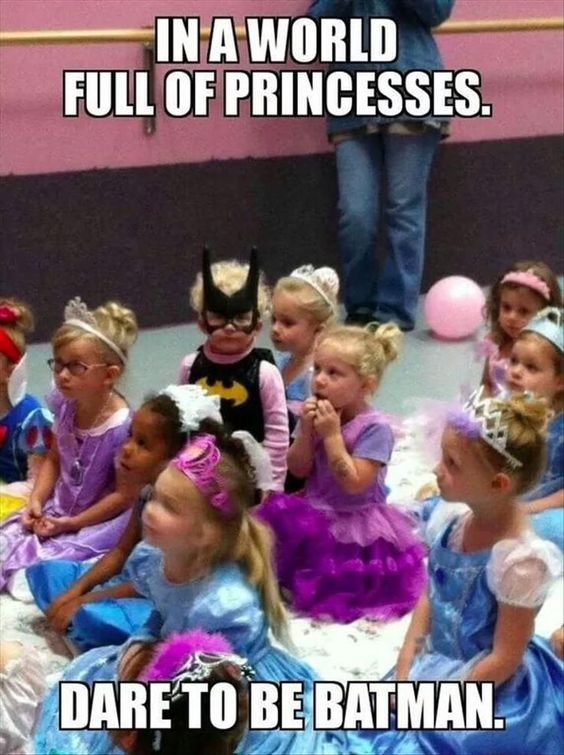 IN A WORLD
FULL OF PRINCESSES.
DARE TO BE BATMAN.